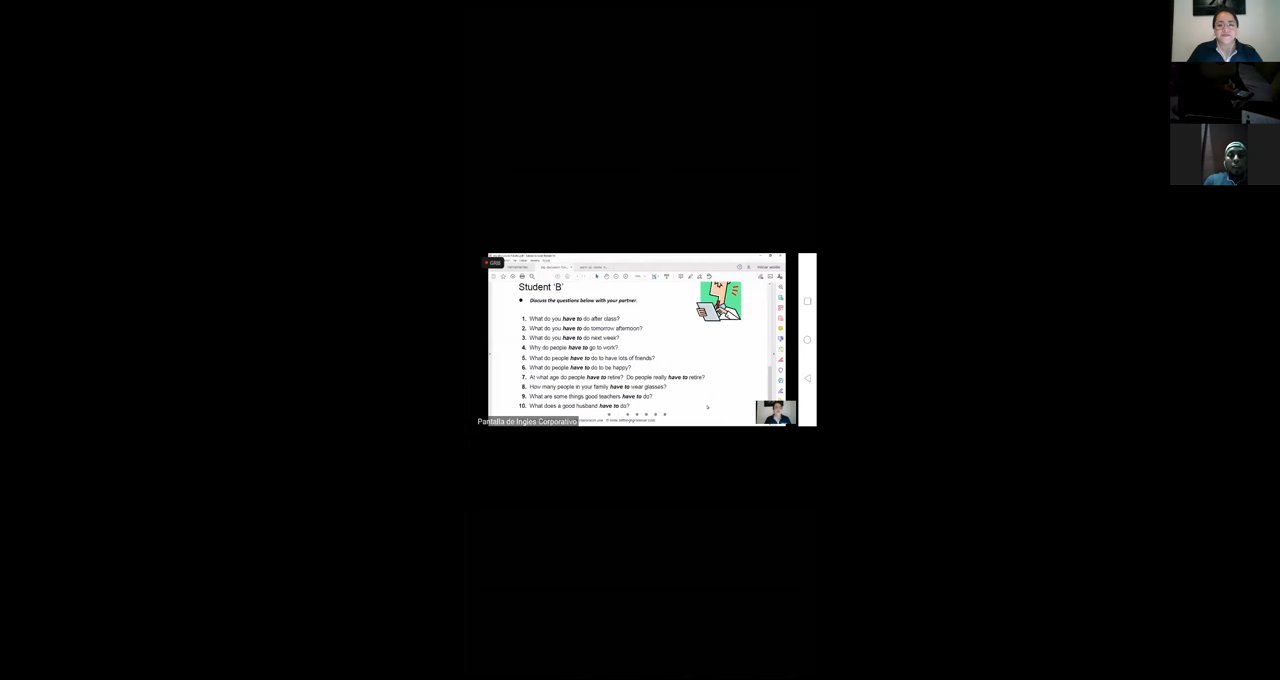 GRB
Herramientas
Iniciar sesión
Student 'B'
Discuss the questions below with your partner.
1. What do you have to do after class?
2. What do you have to do tomorrow afternoon?
3. What do you have to do next week?
4. Why do people have to go to work?
5. What do people have to do to have lots of friends?
6. What do people have to do to be happy?
7. At what age do people have to retire? Do people really have to retire?
8. How many people in your family have to wear glasses?
9. What are some things good teachers have to do?
10. What does a good husband have to do?
Pantalla de Ingles Corporativo